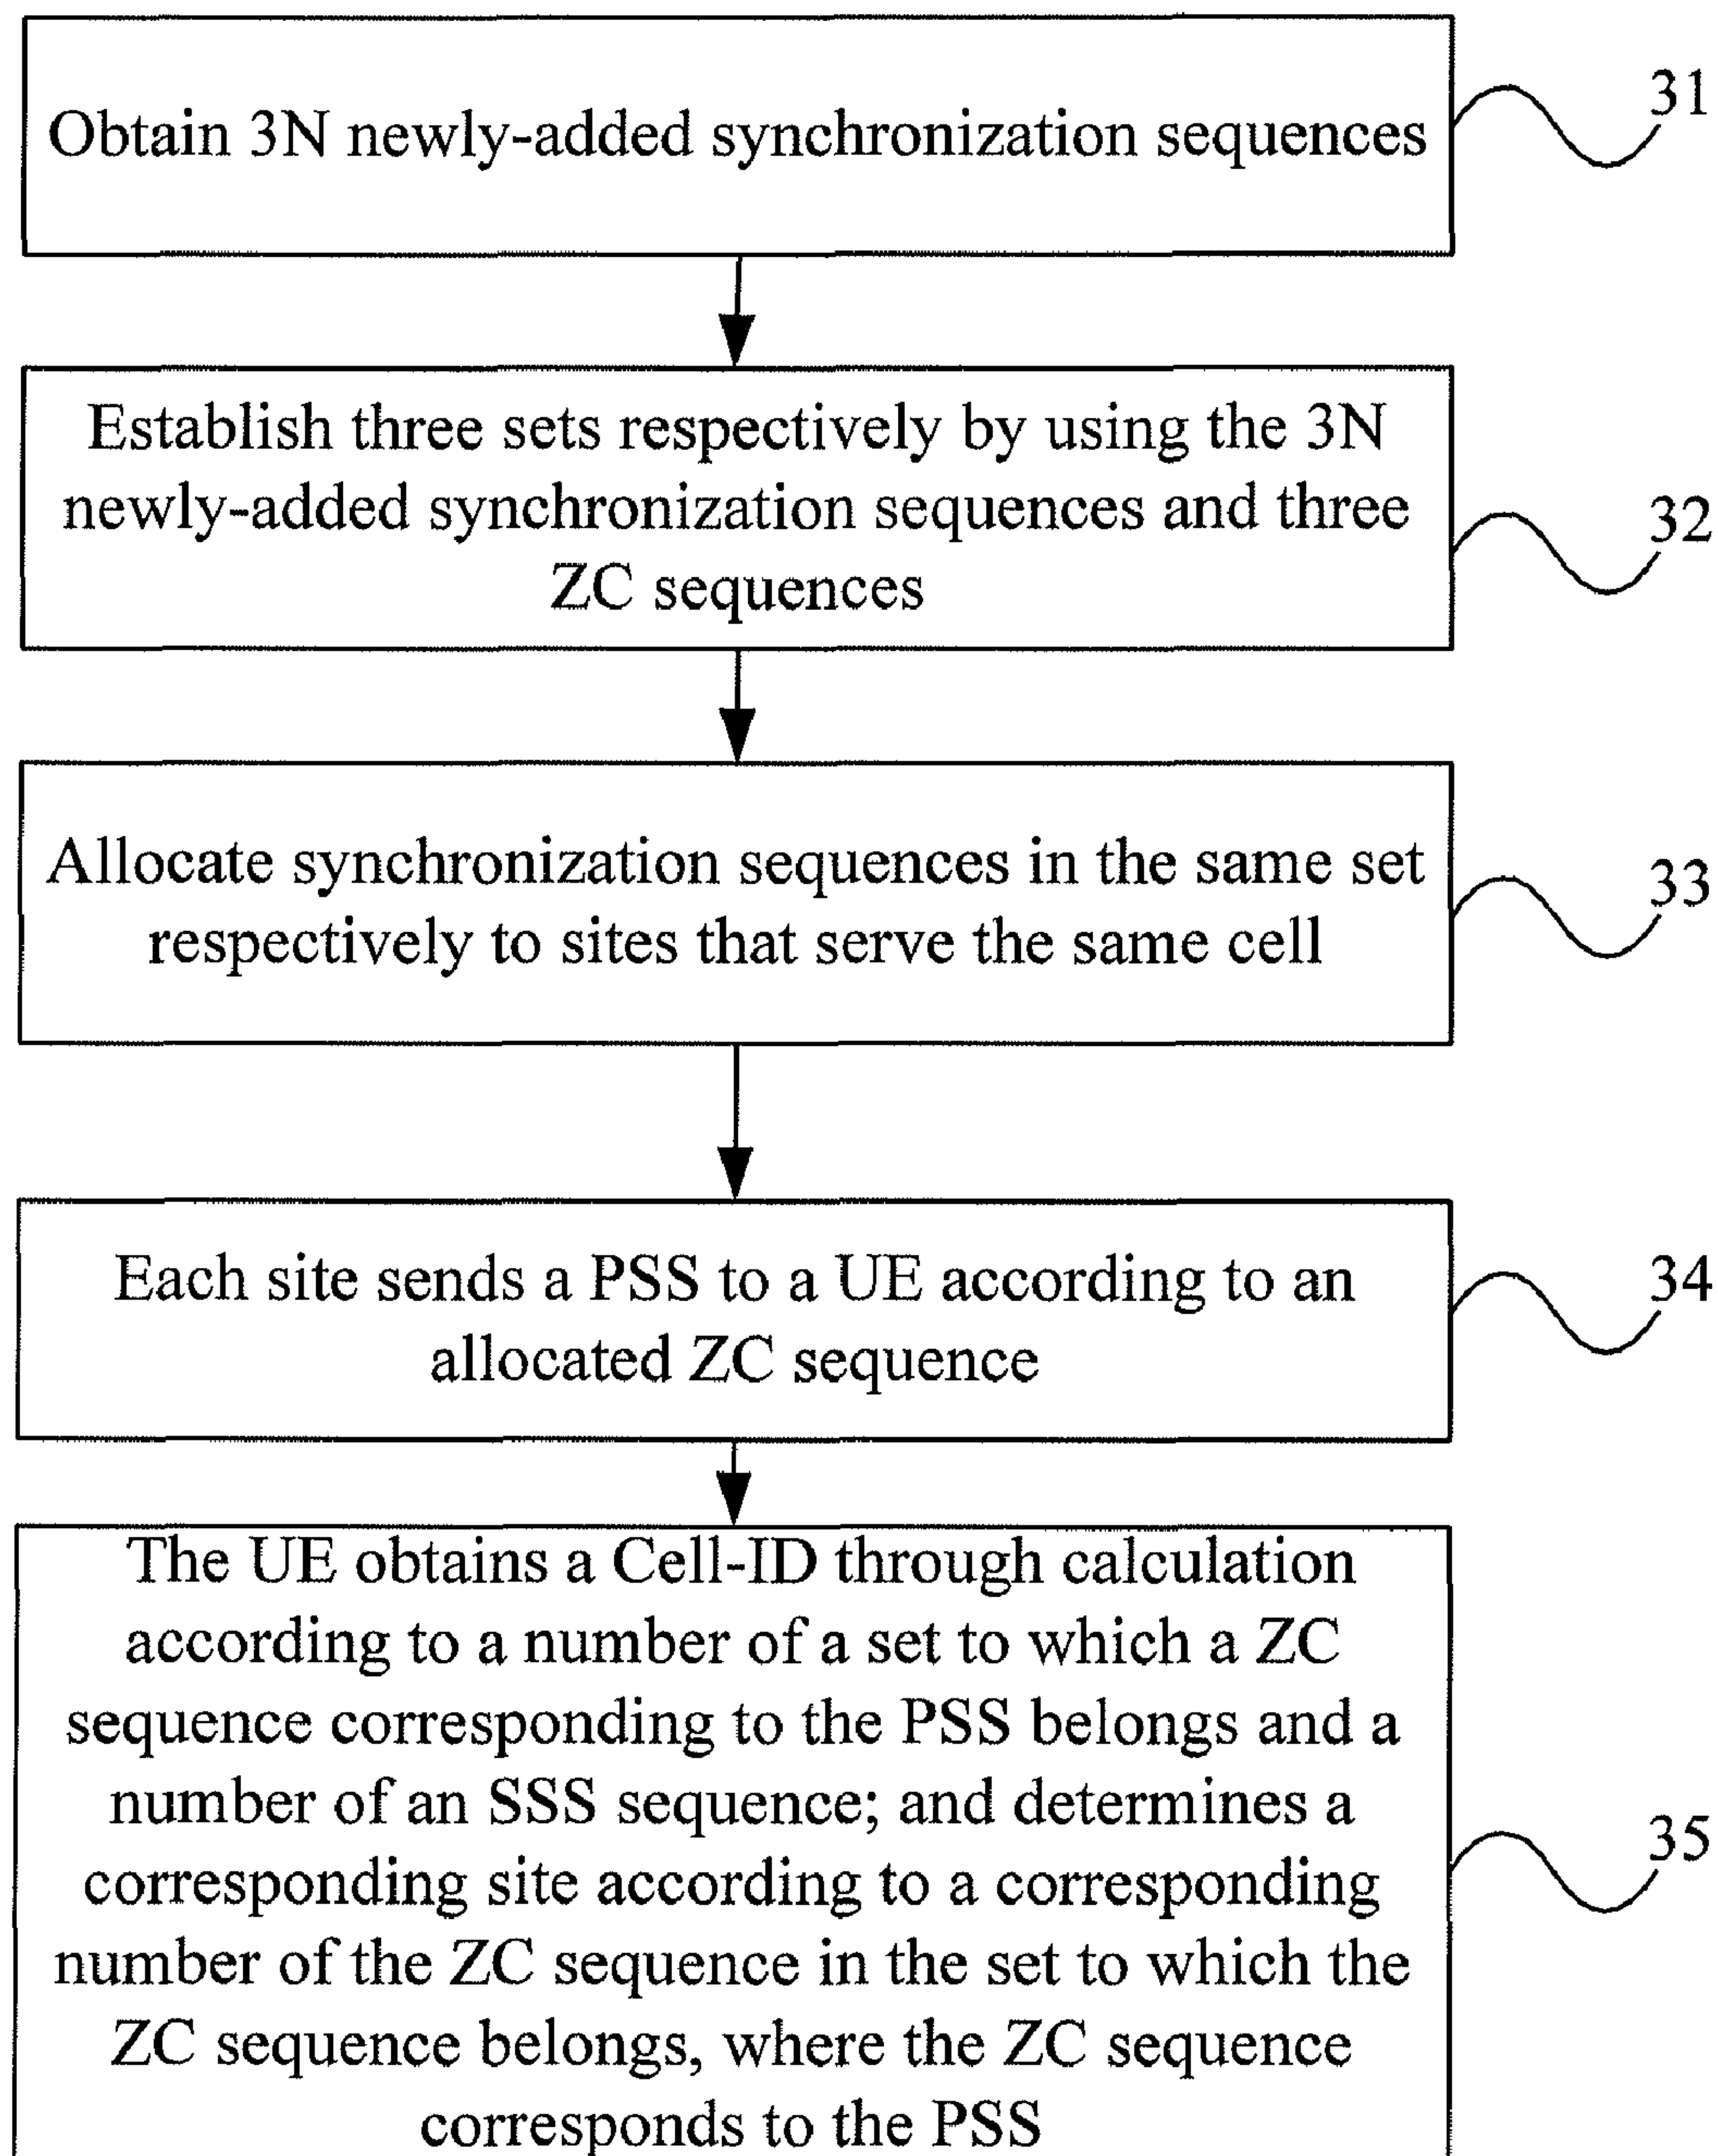 Obtain 3N newly-added synchronization sequences
31
Establish three sets respectively by using the 3N
newly-added synchronization sequences and three
ZC sequences
32
Allocate synchronization sequences in the same set
respectively to sites that serve the same cell
33
Each site sends a PSS to a UE according to an
allocated ZC sequence
34
The UE obtains a Cell-ID through calculation
according to a number of a set to which a ZC
sequence corresponding to the PSS belongs and a
number of an SSS sequence; and determines a
corresponding site according to a corresponding
number of the ZC sequence in the set to which the
ZC sequence belongs, where the ZC sequence
corresponds to the PSS
35